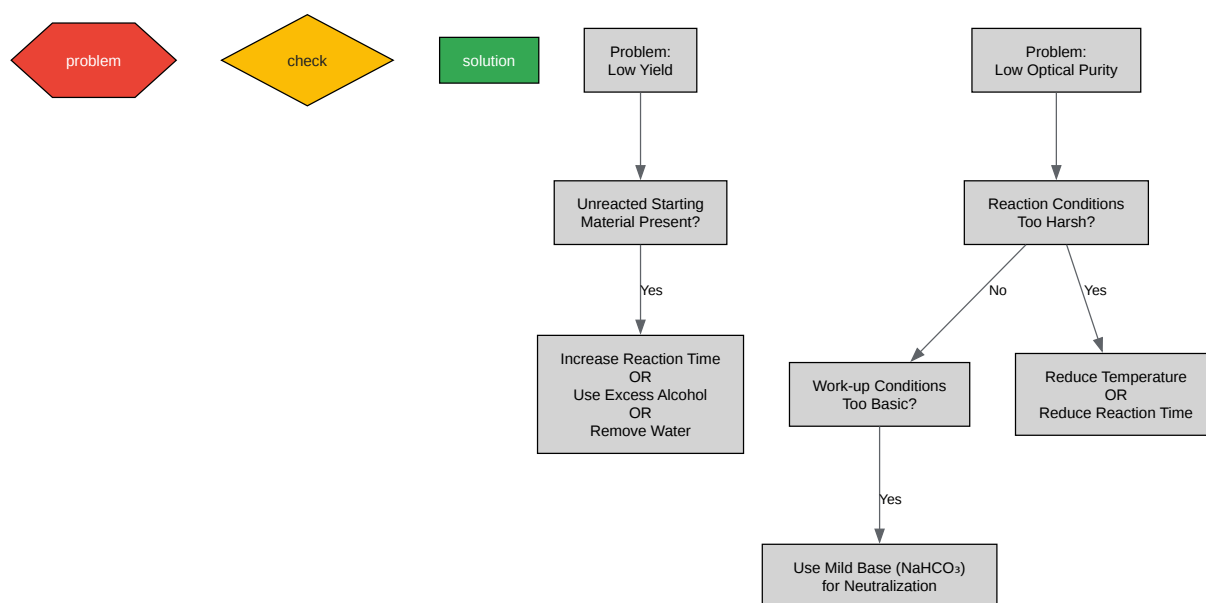 problem
check
solution
Problem:
Low Yield
Problem:
Low Optical Purity
Unreacted Starting
Material Present?
Reaction Conditions
Too Harsh?
Yes
No
Yes
Increase Reaction Time
OR
Use Excess Alcohol
OR
Remove Water
Work-up Conditions
Too Basic?
Reduce Temperature
OR
Reduce Reaction Time
Yes
Use Mild Base (NaHCO₃)
for Neutralization